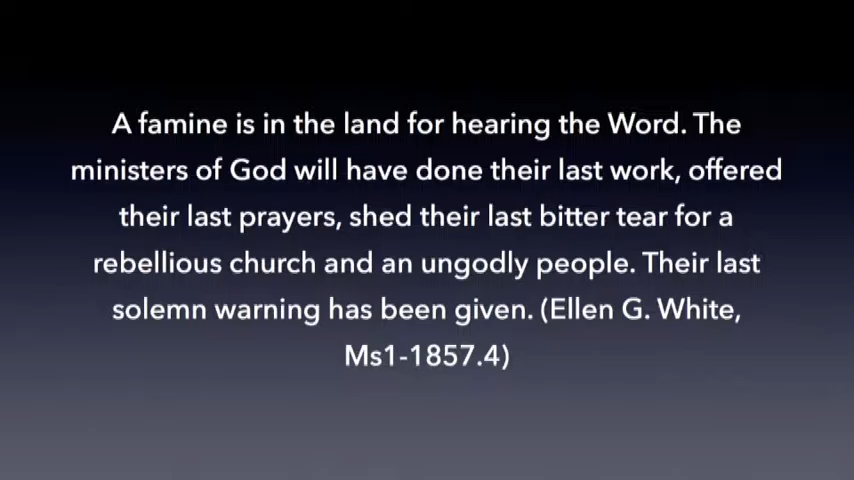 A famine is in the land for hearing the Word. The
ministers of God will have done their last work, offered
their last prayers, shed their last bitter tear for a
rebellious church and an ungodly people. Their last
solemn warning has been given. (Ellen G. White,
Ms1-1857.4)